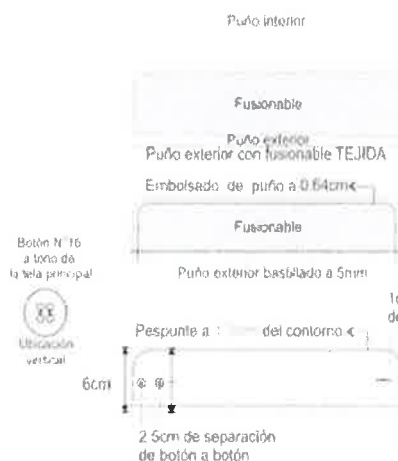 Puño interior
Fusionable
Puño exterior
Puño exterior con fusionable TEJIDA
Embolsado de puño a 0.64cm
Fusionable
Botón N°16
a tono de
la tela principal
Puño exterior bastillado a 5mm
Ubicación
vertical
Pespunte a del contorno
6cm
2.5cm de separación
de botón a botón